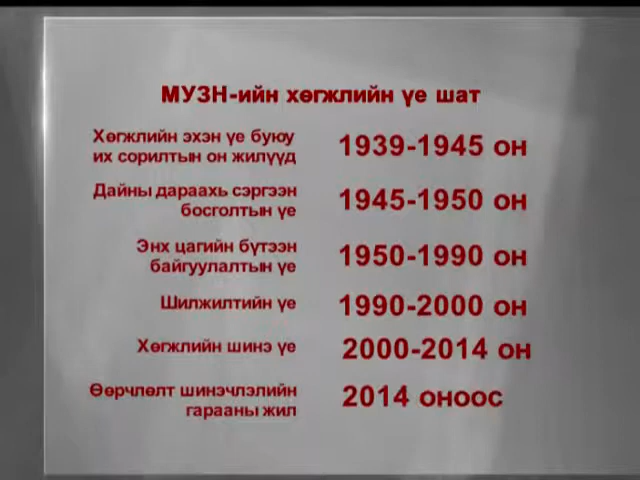 МУЗН-ийн хөгжлийн үе шат
Хөгжлийн эхэн үе буюу
их сорилтын он жилүүд
1939-1945 он
Дайны дараахь сэргээн
босголтын үе
1945-1950 он
Энх цагийн бүтээн
байгуулалтын үе
1950-1990 он
Шилжилтийн үе
1990-2000 он
Хөгжлийн шинэ үе
2000-2014 он
Өөрчлөлт шинэчлэлийн
гарааны жил
2014 оноос